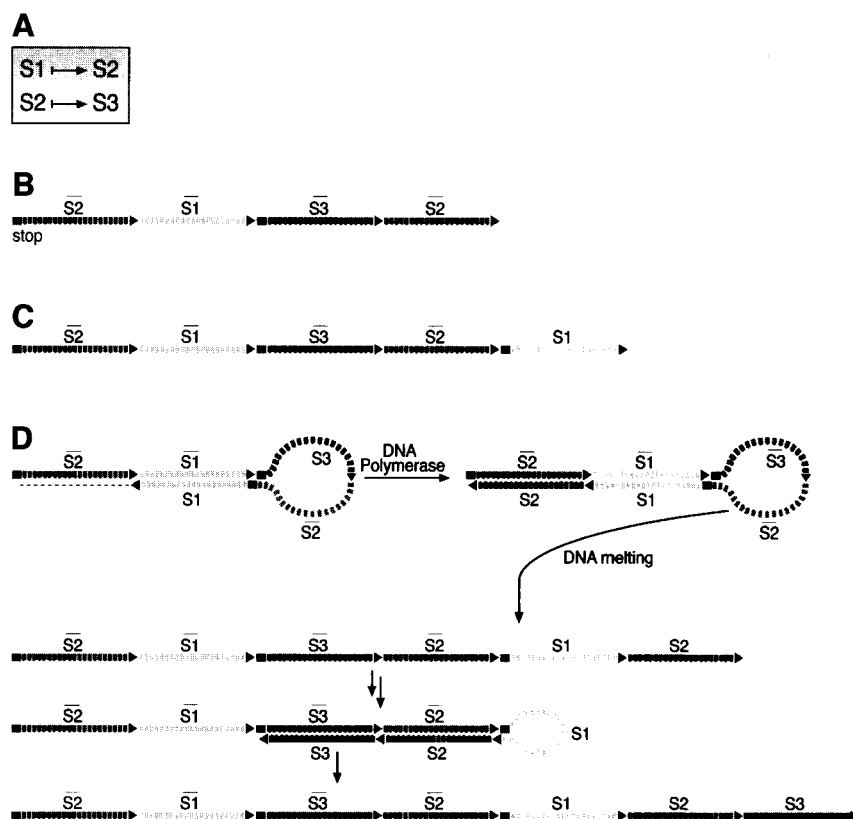 A
S1 ⟼ S2
S2 ⟼ S3
B
S̅2̅ S̅1̅ S̅3̅ S̅2̅
stop
C
S̅2̅ S̅1̅ S̅3̅ S̅2̅ S1
D
S̅2̅ S̅1̅ S̅3̅ DNA Polymerase S̅2̅ S̅1̅ S̅3̅
S1 S̅2̅ S2 S1 S̅2̅
DNA melting
S̅2̅ S̅1̅ S̅3̅ S̅2̅ S1 S2
S̅2̅ S̅1̅ S̅3̅ S̅2̅ S1
S3 S2
S̅2̅ S̅1̅ S̅3̅ S̅2̅ S1 S2 S3